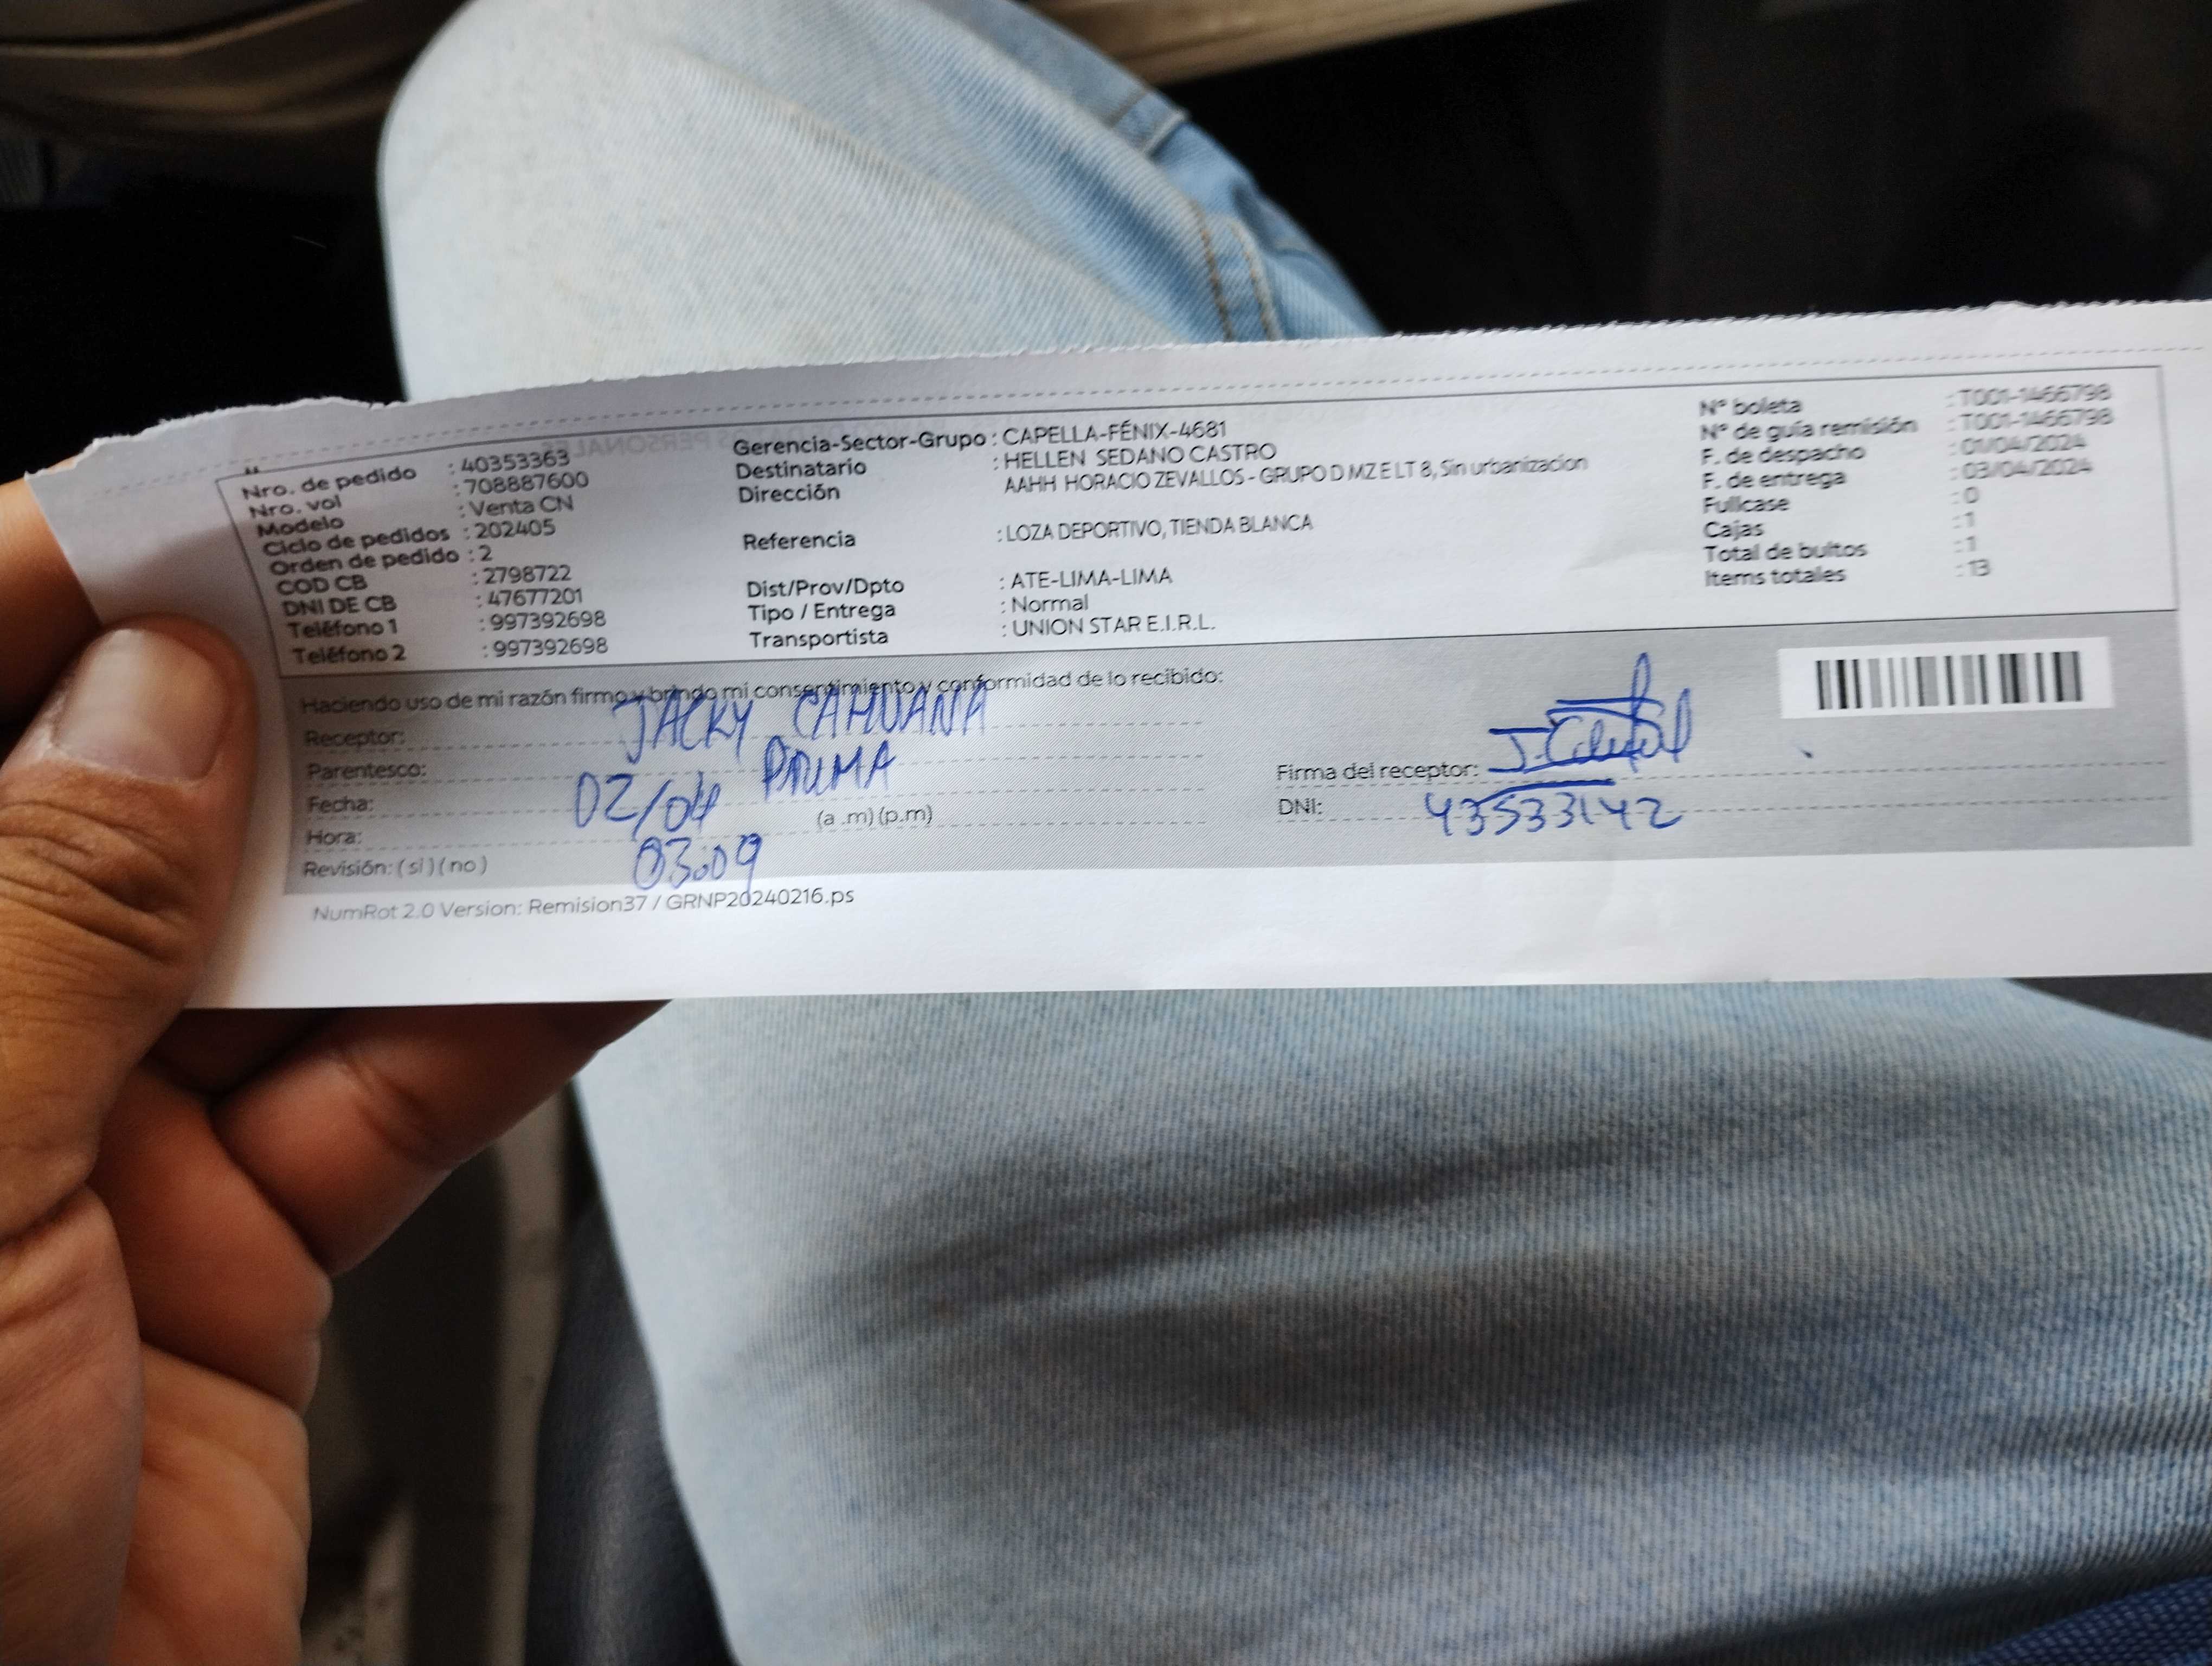 Nro. de pedido : 40353363
Nro. vol : 708887600
Modelo : Venta CN
Ciclo de pedidos : 202405
Orden de pedido : 2
COD CB : 2798722
DNI DE CB : 47677201
Teléfono 1 : 997392698
Teléfono 2 : 997392698
Gerencia-Sector-Grupo : CAPELLA-FÉNIX-4681
Destinatario : HELLEN SEDANO CASTRO
Dirección AAHH HORACIO ZEVALLOS - GRUPO D MZ E LT 8, Sin urbanizacion
Referencia : LOZA DEPORTIVO, TIENDA BLANCA
Dist/Prov/Dpto : ATE-LIMA-LIMA
Tipo / Entrega : Normal
Transportista : UNION STAR E.I.R.L.
N° boleta : T001-1466798
N° de guía remisión : T001-1466798
F. de despacho : 01/04/2024
F. de entrega : 03/04/2024
Fullcase : 0
Cajas : 1
Total de bultos : 1
Items totales : 13
Haciendo uso de mi razón firmo y brindo mi consentimiento y conformidad de lo recibido:
Receptor: JACKY CAHUANA
Parentesco: PRIMA
Fecha: 02/04
Hora: 03:09 (a .m) (p.m)
Revisión: ( si ) ( no )
Firma del receptor:
DNI: 43533142
NumRot 2.0 Version: Remision37 / GRNP20240216.ps